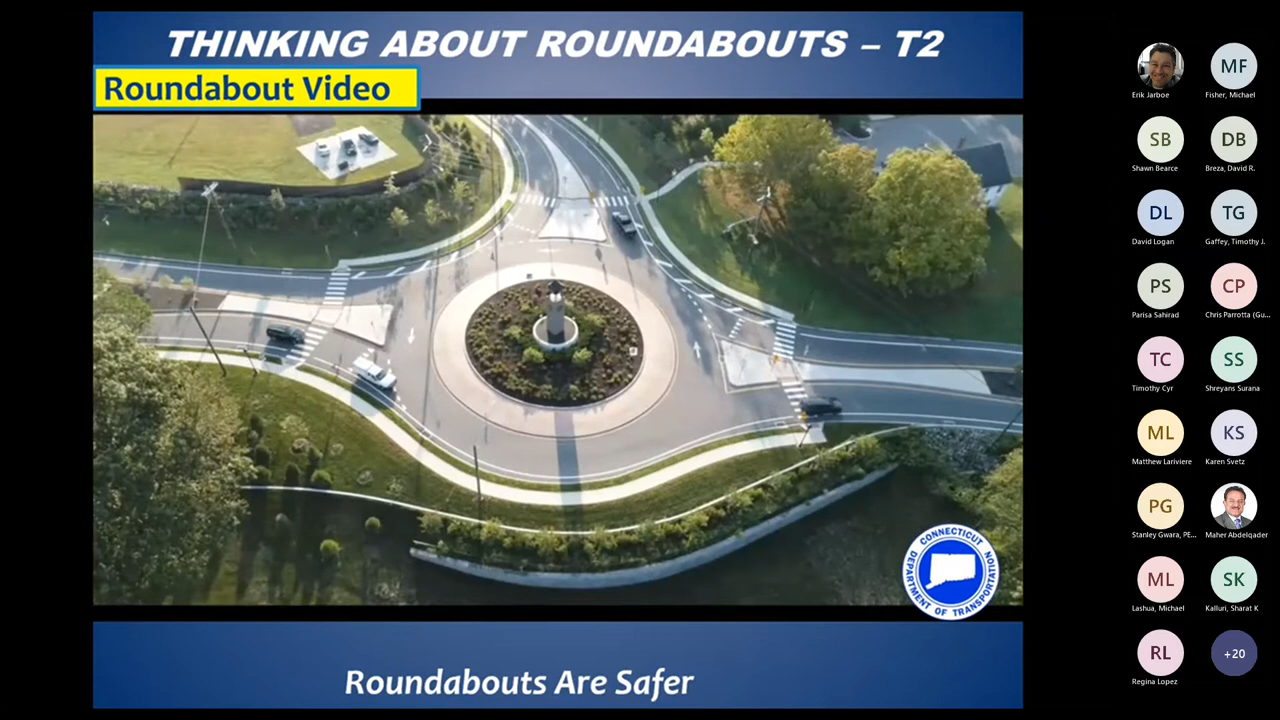 THINKING ABOUT ROUNDABOUTS – T2
Roundabout Video
CONNECTICUT
DEPARTMENT OF TRANSPORTATION
Roundabouts Are Safer
Erik Jarboe
MF
Fisher, Michael
SB
Shawn Bearce
DB
Breza, David R.
DL
David Logan
TG
Gaffey, Timothy J.
PS
Parisa Sahirad
CP
Chris Parrotta (Gu...
TC
Timothy Cyr
SS
Shreyans Surana
ML
Matthew Lariviere
KS
Karen Svetz
PG
Stanley Gwara, PE...
Maher Abdelqader
ML
Lashua, Michael
SK
Kalluri, Sharat K
RL
Regina Lopez
+20